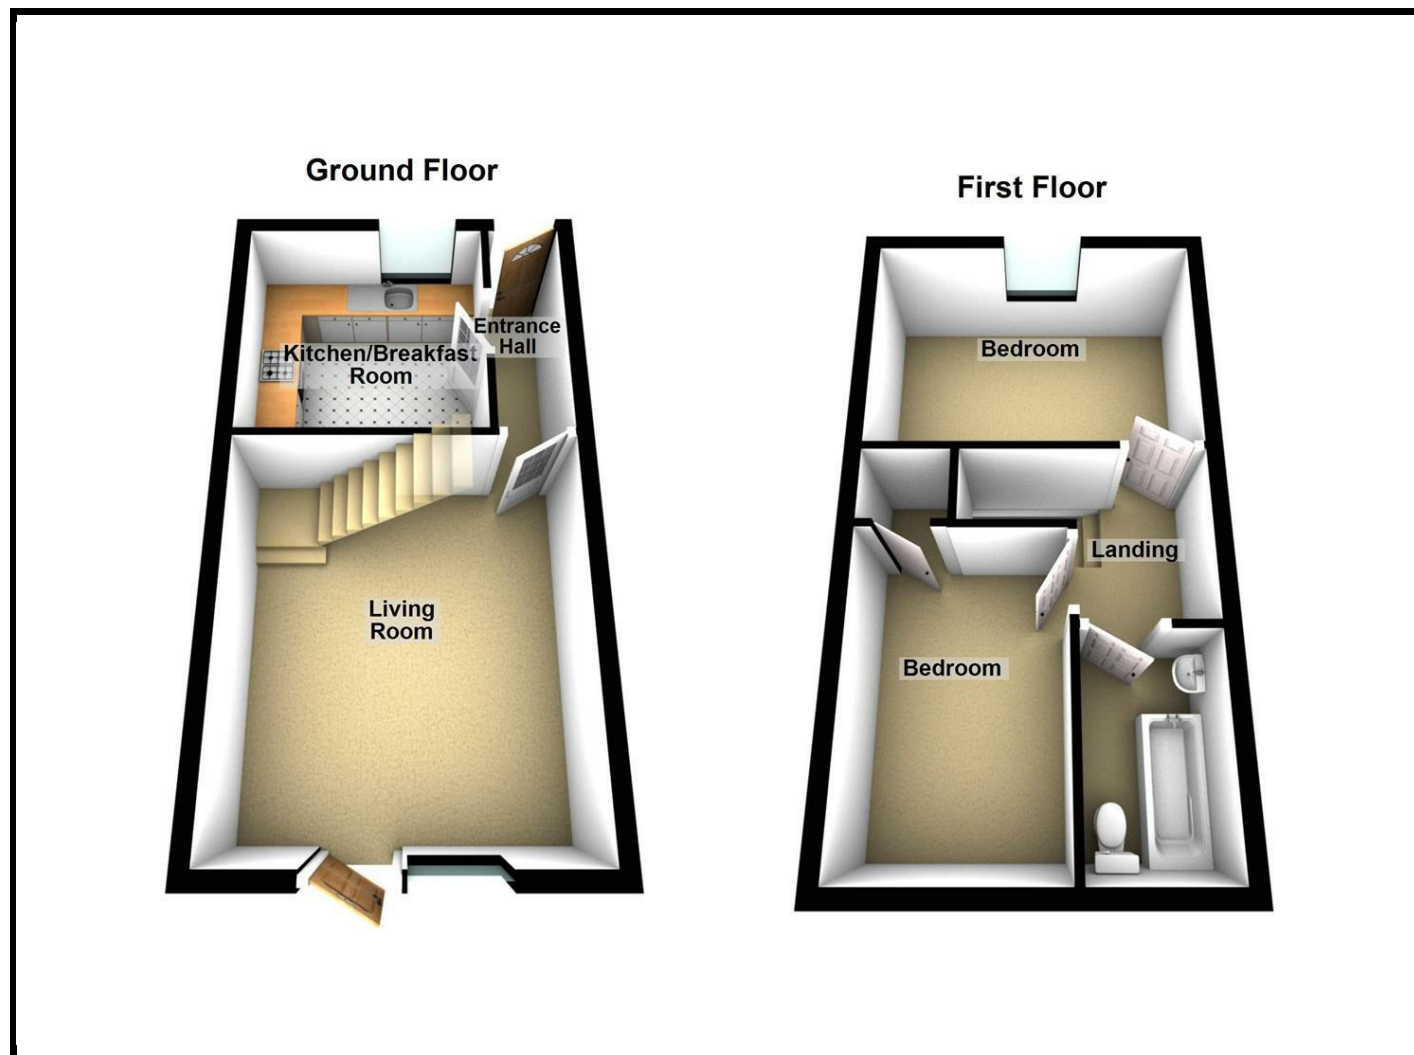 Ground Floor
Kitchen/Breakfast
Room
Entrance
Hall
Living
Room
First Floor
Bedroom
Landing
Bedroom